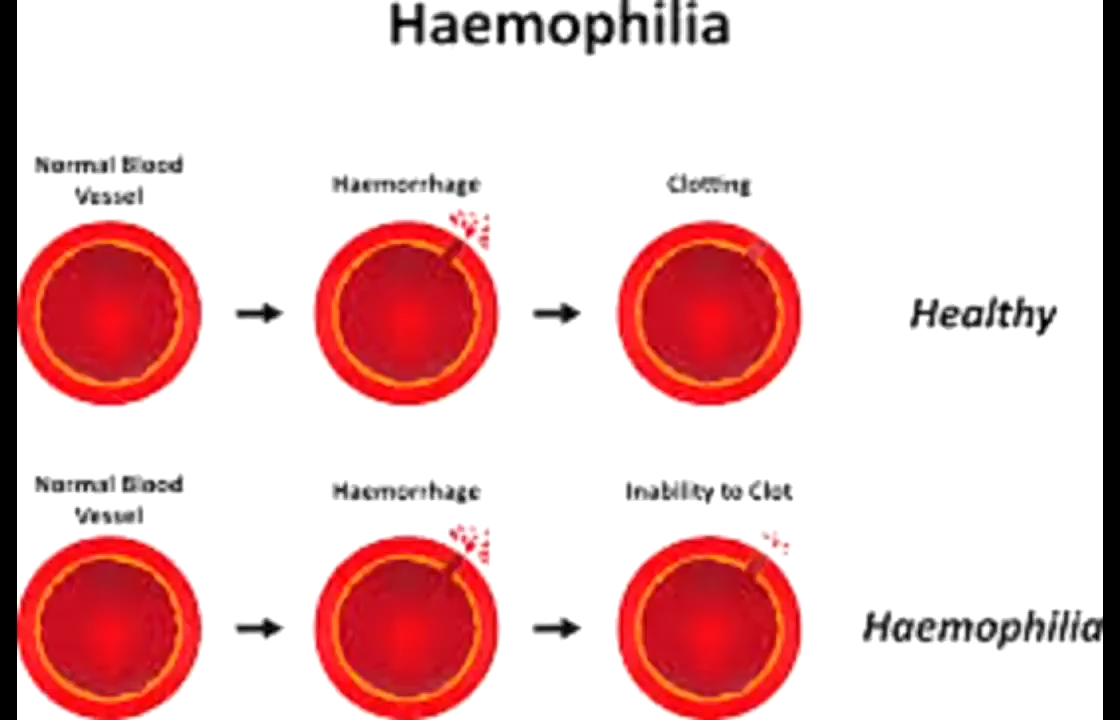 Haemophilia
Normal Blood
Vessel
Haemorrhage
Clotting
Healthy
Normal Blood
Vessel
Haemorrhage
Inability to Clot
Haemophilia